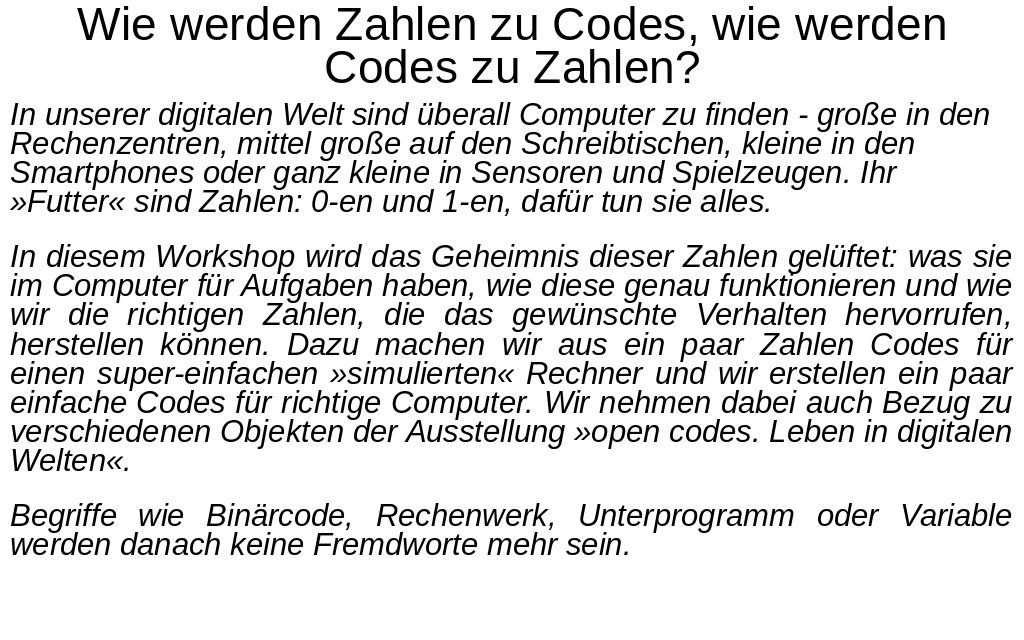 Wie werden Zahlen zu Codes, wie werden
Codes zu Zahlen?
In unserer digitalen Welt sind überall Computer zu finden - große in den
Rechenzentren, mittel große auf den Schreibtischen, kleine in den
Smartphones oder ganz kleine in Sensoren und Spielzeugen. Ihr
»Futter« sind Zahlen: 0-en und 1-en, dafür tun sie alles.
In diesem Workshop wird das Geheimnis dieser Zahlen gelüftet: was sie
im Computer für Aufgaben haben, wie diese genau funktionieren und wie
wir die richtigen Zahlen, die das gewünschte Verhalten hervorrufen,
herstellen können. Dazu machen wir aus ein paar Zahlen Codes für
einen super-einfachen »simulierten« Rechner und wir erstellen ein paar
einfache Codes für richtige Computer. Wir nehmen dabei auch Bezug zu
verschiedenen Objekten der Ausstellung »open codes. Leben in digitalen
Welten«.
Begriffe wie Binärcode, Rechenwerk, Unterprogramm oder Variable
werden danach keine Fremdworte mehr sein.